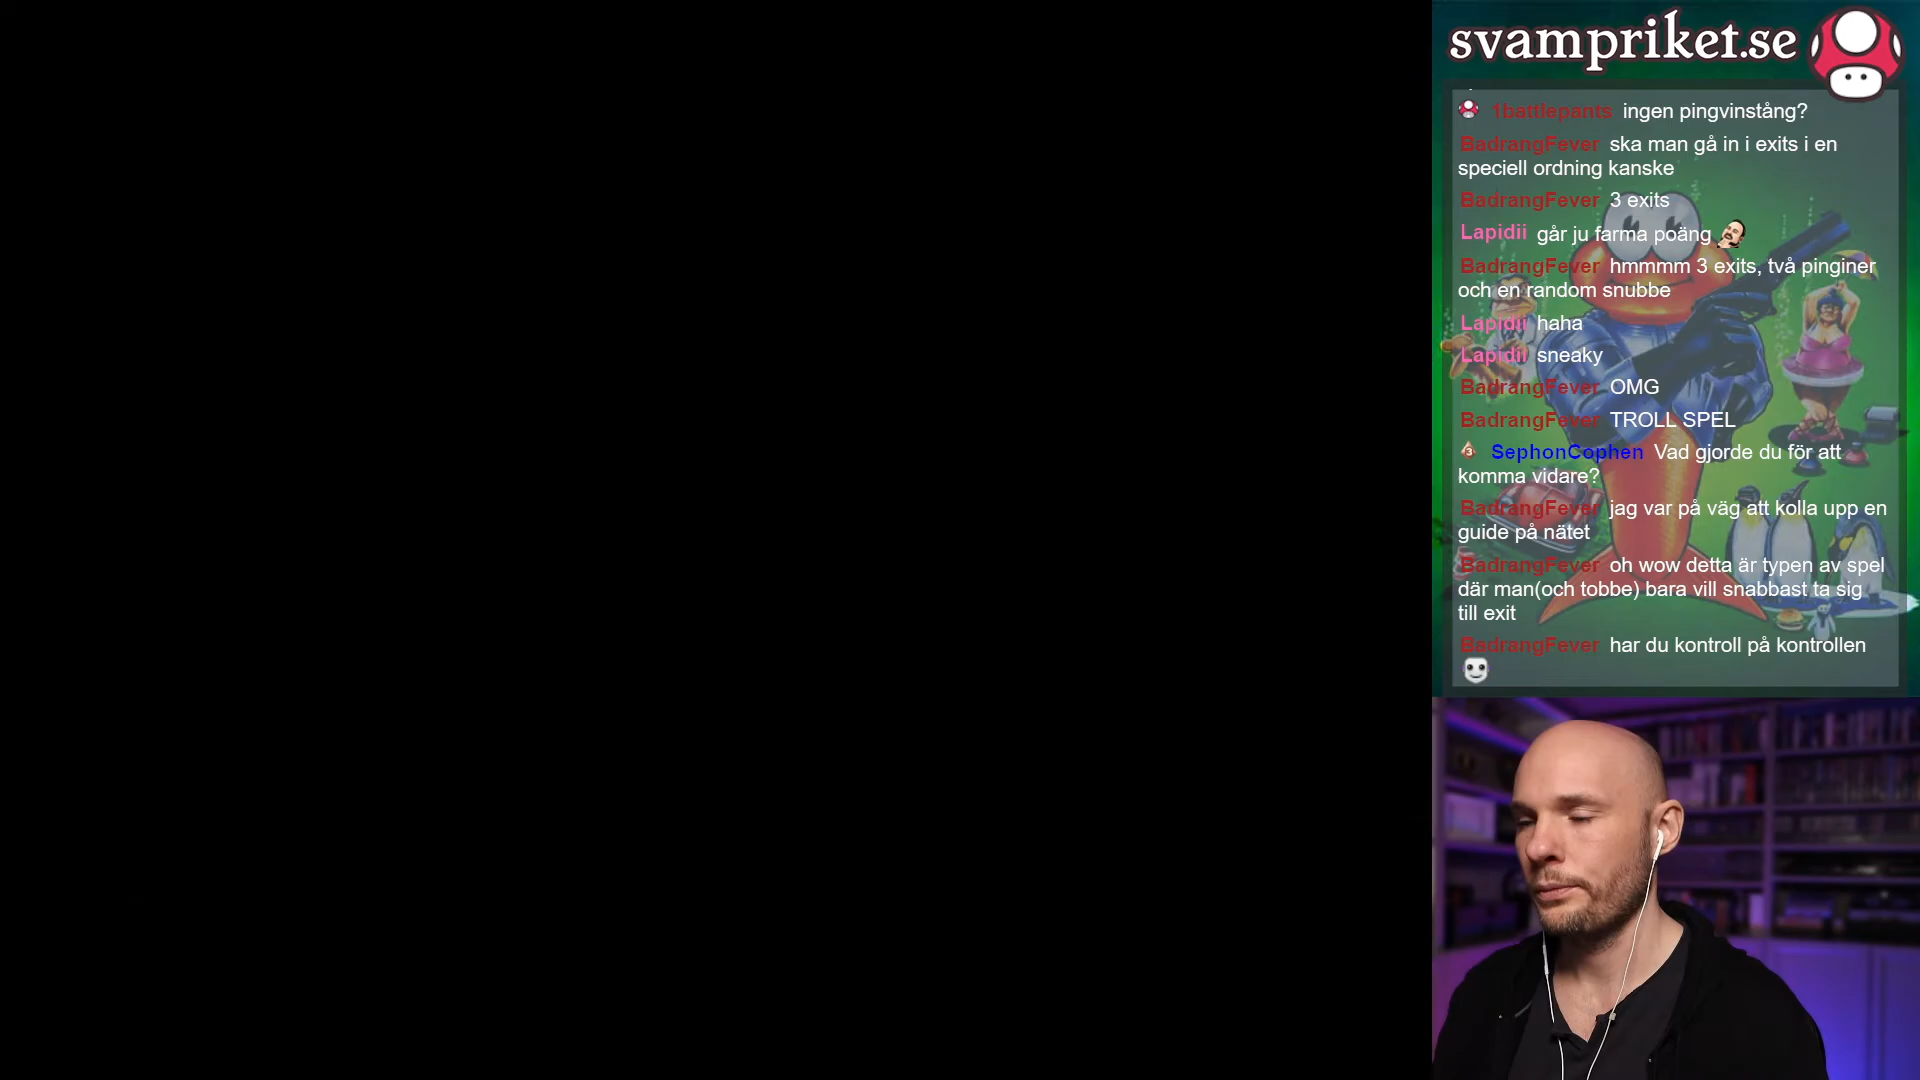 svampriket.se
1battlepants ingen pingvinstång?
BadrangFever ska man gå in i exits i en
speciell ordning kanske
BadrangFever 3 exits
Lapidii går ju farma poäng
BadrangFever hmmmm 3 exits, två pinginer
och en random snubbe
Lapidii haha
Lapidii sneaky
BadrangFever OMG
BadrangFever TROLL SPEL
SephonCophen Vad gjorde du för att
komma vidare?
BadrangFever jag var på väg att kolla upp en
guide på nätet
BadrangFever oh wow detta är typen av spel
där man(och tobbe) bara vill snabbast ta sig
till exit
BadrangFever har du kontroll på kontrollen